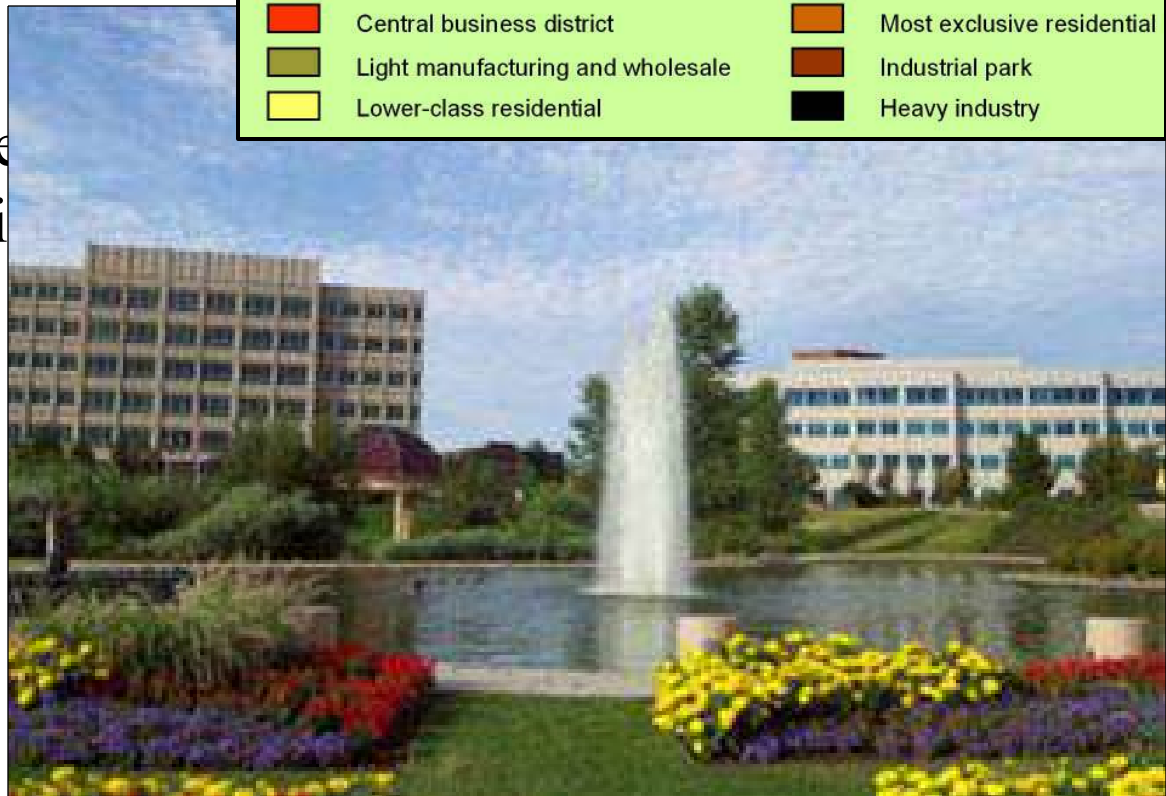 Central business district Most exclusive residential
Light manufacturing and wholesale Industrial park
Lower-class residential Heavy industry